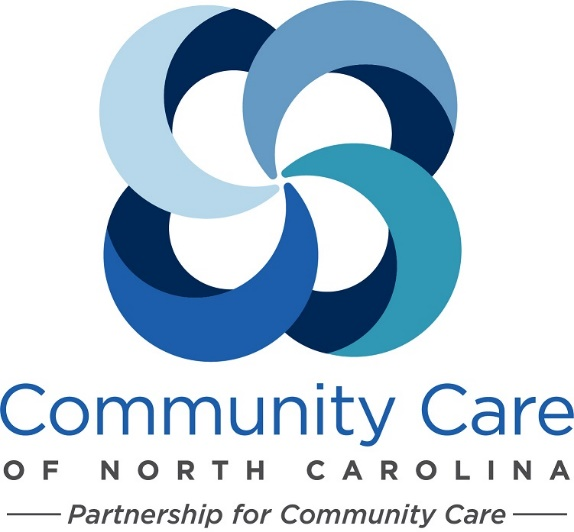 Community Care
OF NORTH CAROLINA
Partnership for Community Care